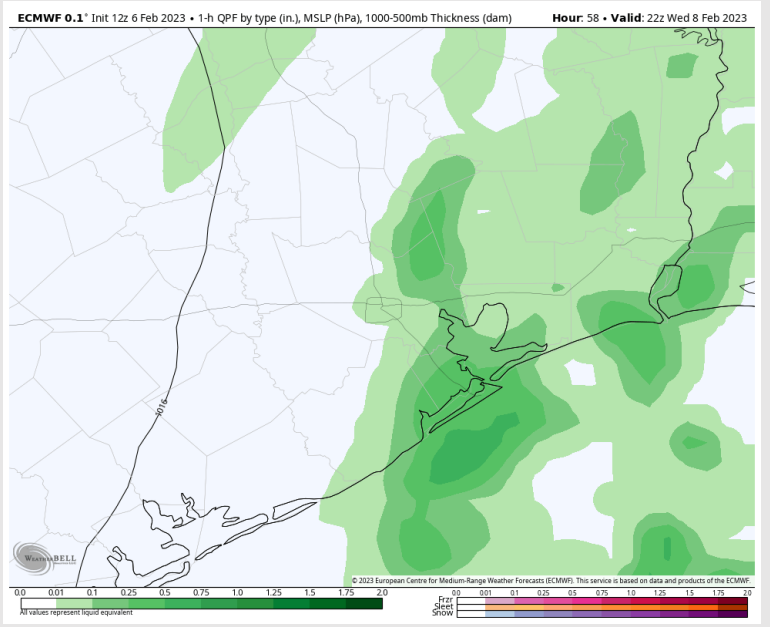 ECMWF 0.1° Init 12z 6 Feb 2023 • 1-h QPF by type (in.), MSLP (hPa), 1000-500mb Thickness (dam) Hour: 58 • Valid: 22z Wed 8 Feb 2023
1016
WEATHERBELL
© 2023 European Centre for Medium-Range Weather Forecasts (ECMWF). This service is based on data and products of the ECMWF.
0.0 0.01 0.1 0.25 0.5 0.75 1.0 1.25 1.5 1.75 2.0
All values represent liquid equivalent
0.0 0.01 0.1 0.25 0.5 0.75 1.0 1.25 1.5 1.75 2.0
Frzr
Sleet
Snow